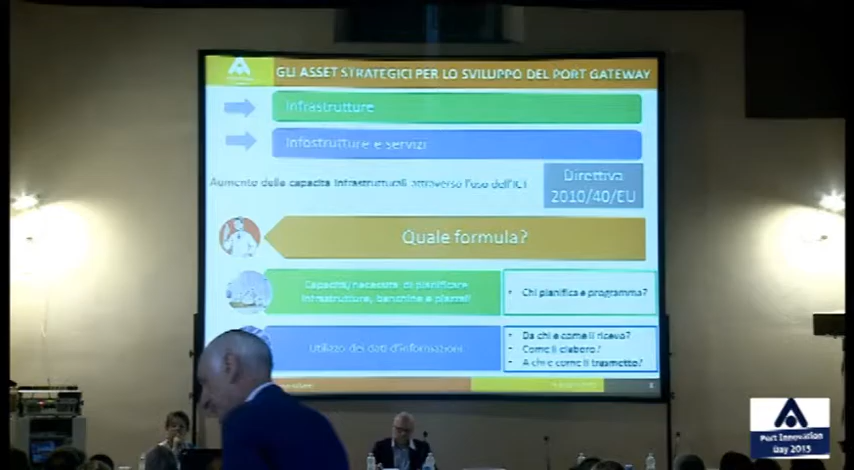 GLI ASSET STRATEGICI PER LO SVILUPPO DEL PORT GATEWAY
Infrastrutture
Infostrutture e servizi
Aumento delle capacità infrastrutturali attraverso l'uso dell'ICT
Direttiva
2010/40/EU
Quale formula?
Capacità, necessità di pianificare
infrastrutture, banchine e piazzali
• Chi pianifica e programma?
Utilizzo dei dati d'informazioni
• Da chi e come li ricevo?
• Come li elaboro?
• A chi e come li trasmetto?
Port Innovation
Day 2015